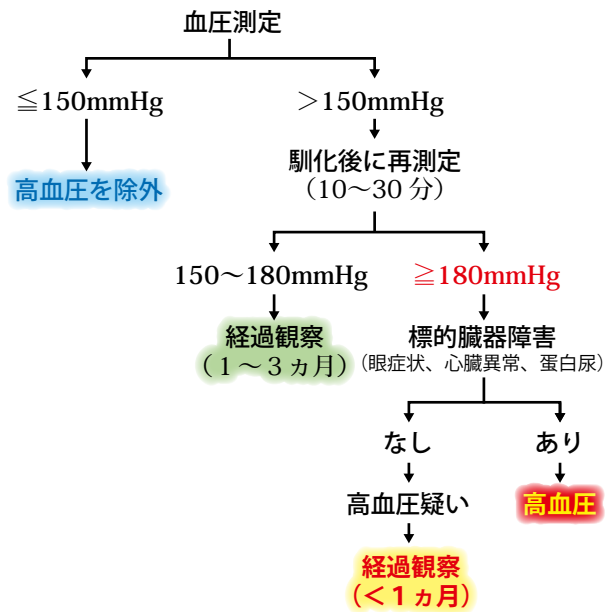 血圧測定
≦150mmHg
＞150mmHg
高血圧を除外
馴化後に再測定
（10～30 分）
150～180mmHg
≧180mmHg
経過観察
（１～３ヵ月）
標的臓器障害
（眼症状、心臓異常、蛋白尿）
なし
あり
高血圧疑い
高血圧
経過観察
（＜１ヵ月）